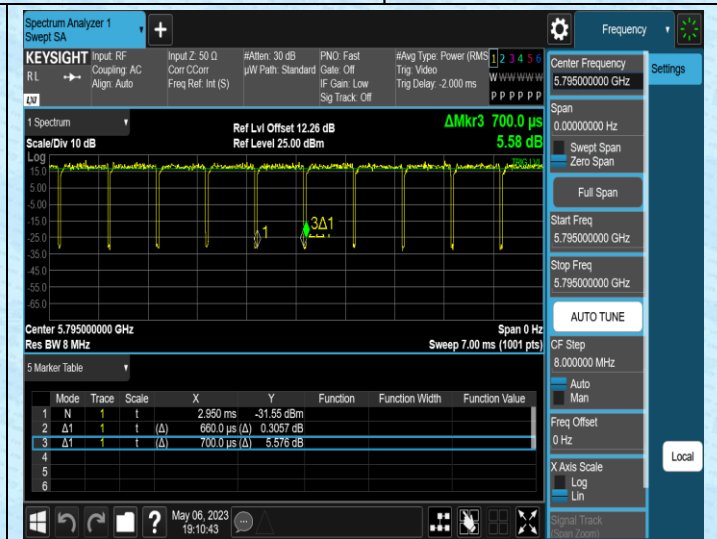 Spectrum Analyzer 1
Swept SA
+
Frequency
KEYSIGHT
RL
LXI
Input: RF
Coupling: AC
Align: Auto
Input Z: 50 Ω
Corr CCorr
Freq Ref: Int (S)
#Atten: 30 dB
µW Path: Standard
PNO: Fast
Gate: Off
IF Gain: Low
Sig Track: Off
#Avg Type: Power (RMS
Trig: Video
Trig Delay: -2.000 ms
1 2 3 4 5 6
W W W W W W
P P P P P P
1 Spectrum
Scale/Div 10 dB
Ref Lvl Offset 12.26 dB
Ref Level 25.00 dBm
ΔMkr3 700.0 µs
5.58 dB
Log
15.0
5.00
-5.00
-15.0
-25.0
-35.0
-45.0
-55.0
-65.0
TRIG LVL
1
3Δ1
Center 5.795000000 GHz
Res BW 8 MHz
Span 0 Hz
Sweep 7.00 ms (1001 pts)
5 Marker Table
Mode Trace Scale X Y Function Function Width Function Value
1 N 1 t 2.950 ms -31.55 dBm
2 Δ1 1 t (Δ) 660.0 µs (Δ) 0.3057 dB
3 Δ1 1 t (Δ) 700.0 µs (Δ) 5.576 dB
4
5
6
?
May 06, 2023
19:10:43
Center Frequency
5.795000000 GHz
Span
0.00000000 Hz
Swept Span
Zero Span
Full Span
Start Freq
5.795000000 GHz
Stop Freq
5.795000000 GHz
AUTO TUNE
CF Step
8.000000 MHz
Auto
Man
Freq Offset
0 Hz
X Axis Scale
Log
Lin
Signal Track
(Span Zoom)
Settings
Local